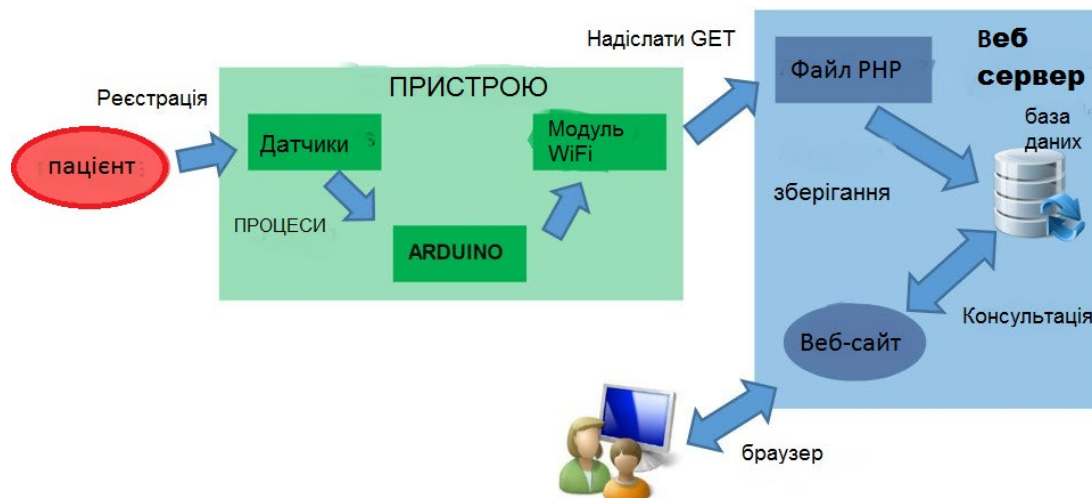 Надіслати GET
Веб
сервер
Файл PHP
база
даних
ПРИСТРОЮ
Реєстрація
Датчики
Модуль
WiFi
пацієнт
зберігання
ПРОЦЕСИ
ARDUINO
Консультація
Веб-сайт
браузер